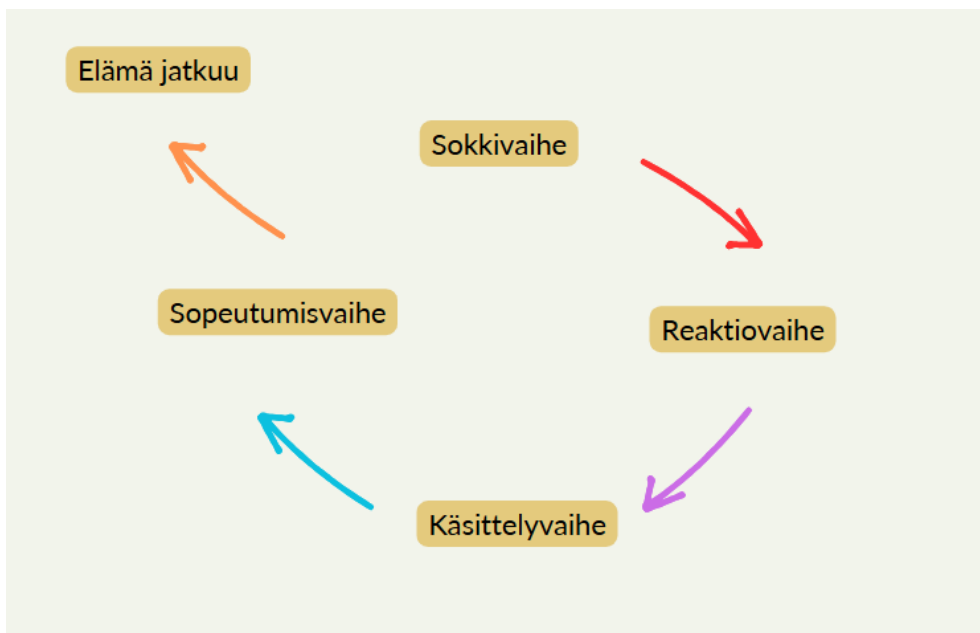 Elämä jatkuu
Sokkivaihe
Reaktiovaihe
Käsittelyvaihe
Sopeutumisvaihe